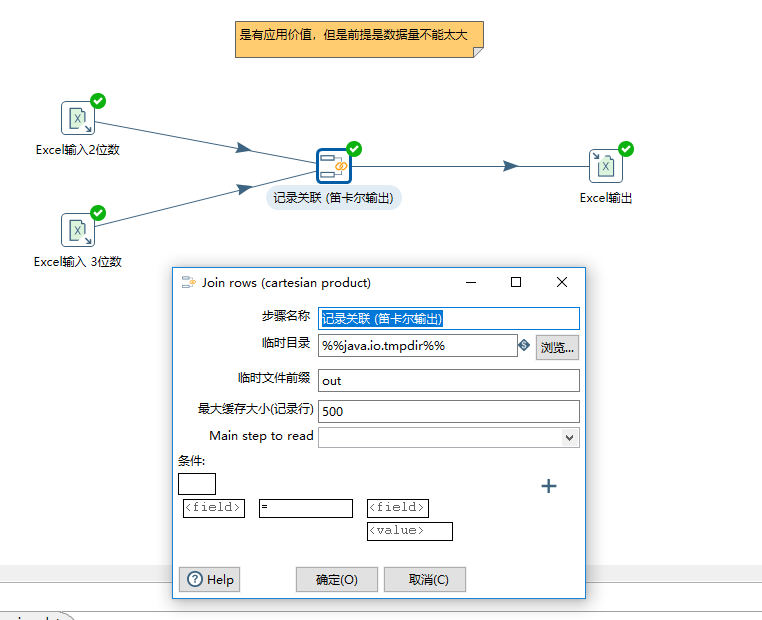 是有应用价值，但是前提是数据量不能太大
Excel输入2位数
记录关联 (笛卡尔输出)
Excel输出
Excel输入 3位数
Join rows (cartesian product)
步骤名称 记录关联 (笛卡尔输出)
临时目录 %%java.io.tmpdir%% 浏览...
临时文件前缀 out
最大缓存大小(记录行) 500
Main step to read
条件:
<field> = <field>
<value>
Help 确定(O) 取消(C)